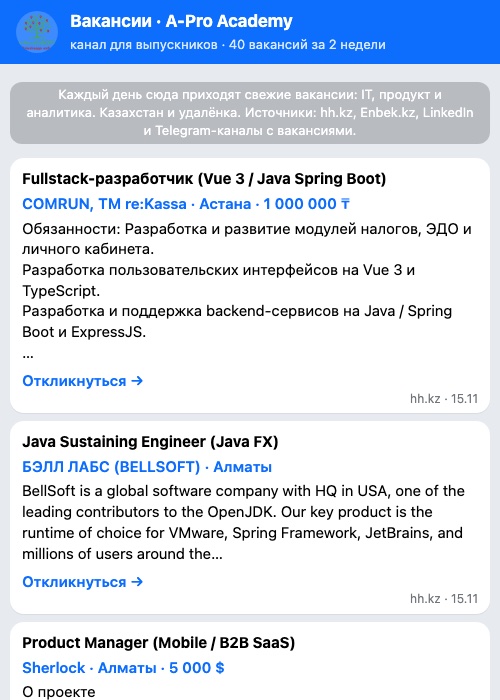 Вакансии · A-Pro Academy
канал для выпускников · 40 вакансий за 2 недели
Каждый день сюда приходят свежие вакансии: IT, продукт и
аналитика. Казахстан и удалёнка. Источники: hh.kz, Enbek.kz, LinkedIn
и Telegram-каналы с вакансиями.
Fullstack-разработчик (Vue 3 / Java Spring Boot)
COMRUN, ТМ re:Kassa · Астана · 1 000 000 ₸
Обязанности: Разработка и развитие модулей налогов, ЭДО и
личного кабинета.
Разработка пользовательских интерфейсов на Vue 3 и
TypeScript.
Разработка и поддержка backend-сервисов на Java / Spring
Boot и ExpressJS.
...
Откликнуться →
hh.kz · 15.11
Java Sustaining Engineer (Java FX)
БЭЛЛ ЛАБС (BELLSOFT) · Алматы
BellSoft is a global software company with HQ in USA, one of the
leading contributors to the OpenJDK. Our key product is the
runtime of choice for VMware, Spring Framework, JetBrains, and
millions of users around the...
Откликнуться →
hh.kz · 15.11
Product Manager (Mobile / B2B SaaS)
Sherlock · Алматы · 5 000 $
О проекте